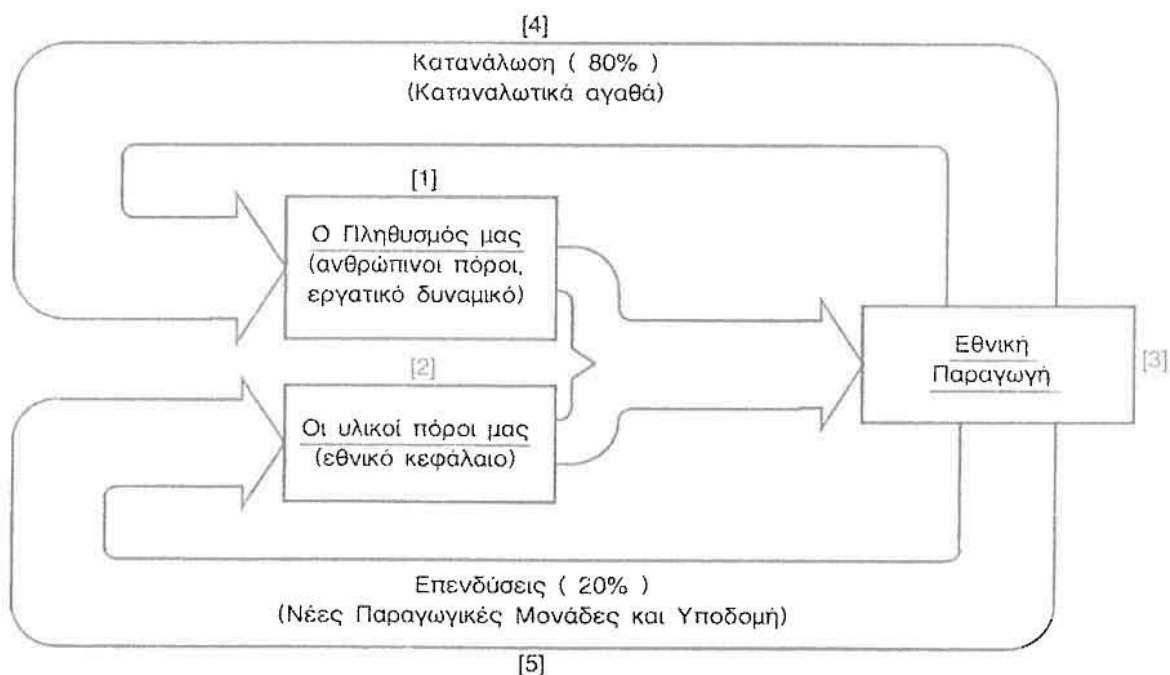 [4]
Κατανάλωση ( 80% )
(Καταναλωτικά αγαθά)
[1]
Ο Πληθυσμός μας
(ανθρώπινοι πόροι,
εργατικό δυναμικό)
[2]
Οι υλικοί πόροι μας
(εθνικό κεφάλαιο)
Εθνική
Παραγωγή
[3]
Επενδύσεις ( 20% )
(Νέες Παραγωγικές Μονάδες και Υποδομή)
[5]